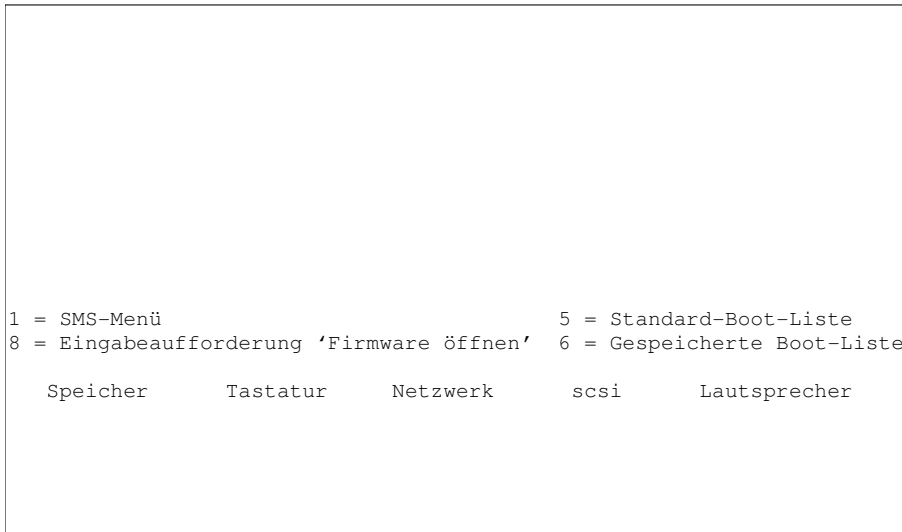 1 = SMS-Menü 5 = Standard-Boot-Liste
8 = Eingabeaufforderung ‘Firmware öffnen’ 6 = Gespeicherte Boot-Liste
Speicher Tastatur Netzwerk scsi Lautsprecher